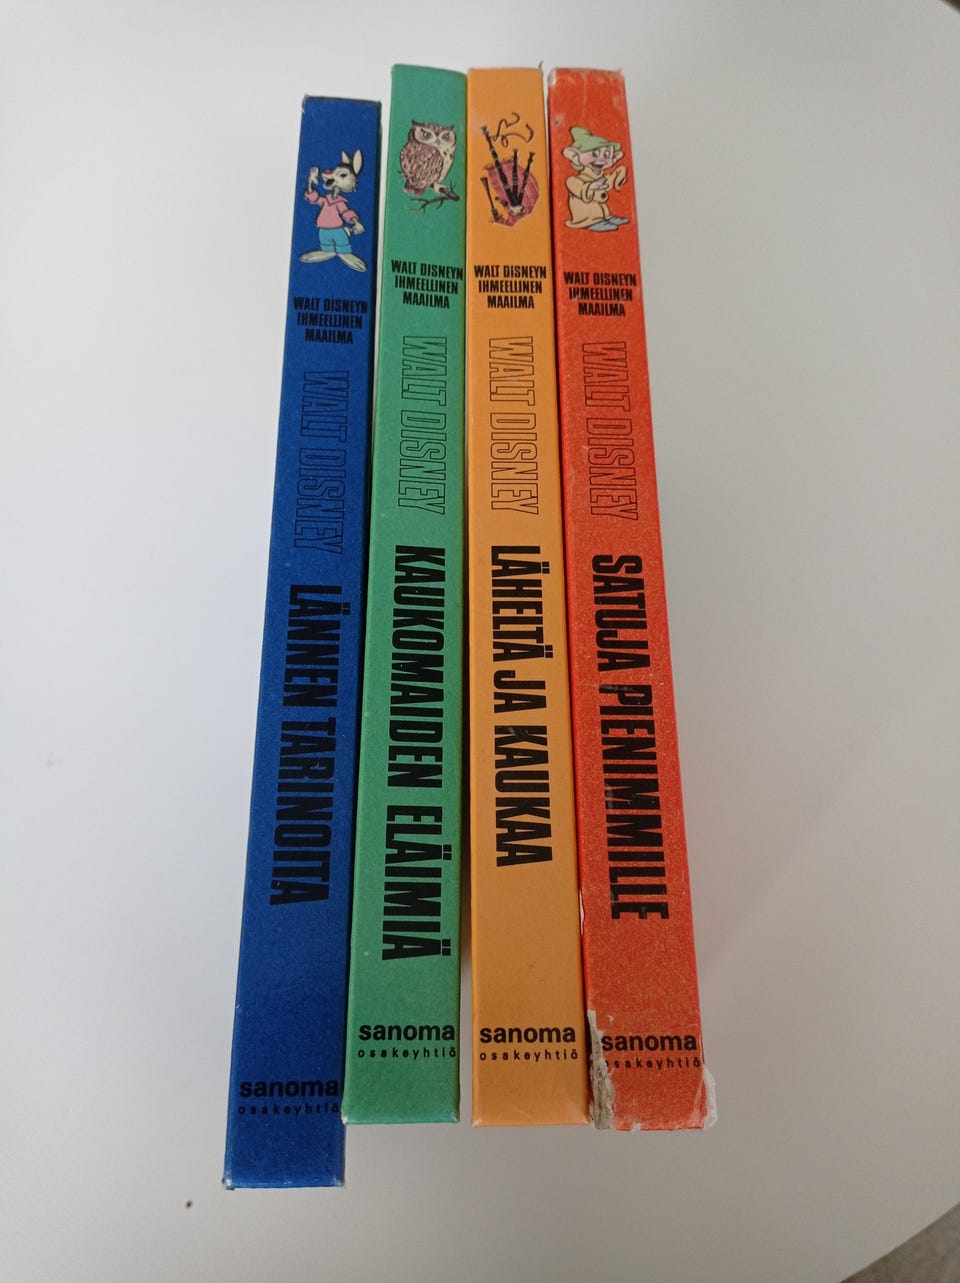 WALT DISNEYN
IHMEELLINEN
MAAILMA
WALT DISNEY
LÄNNEN TARINOITA
sanoma
osakeyhtiö
WALT DISNEYN
IHMEELLINEN
MAAILMA
WALT DISNEY
KAUKOMAIDEN ELÄIMIÄ
sanoma
osakeyhtiö
WALT DISNEYN
IHMEELLINEN
MAAILMA
WALT DISNEY
LÄHELTÄ JA KAUKAA
sanoma
osakeyhtiö
WALT DISNEYN
IHMEELLINEN
MAAILMA
WALT DISNEY
SATUJA PIENIMMILLE
sanoma
osakeyhtiö